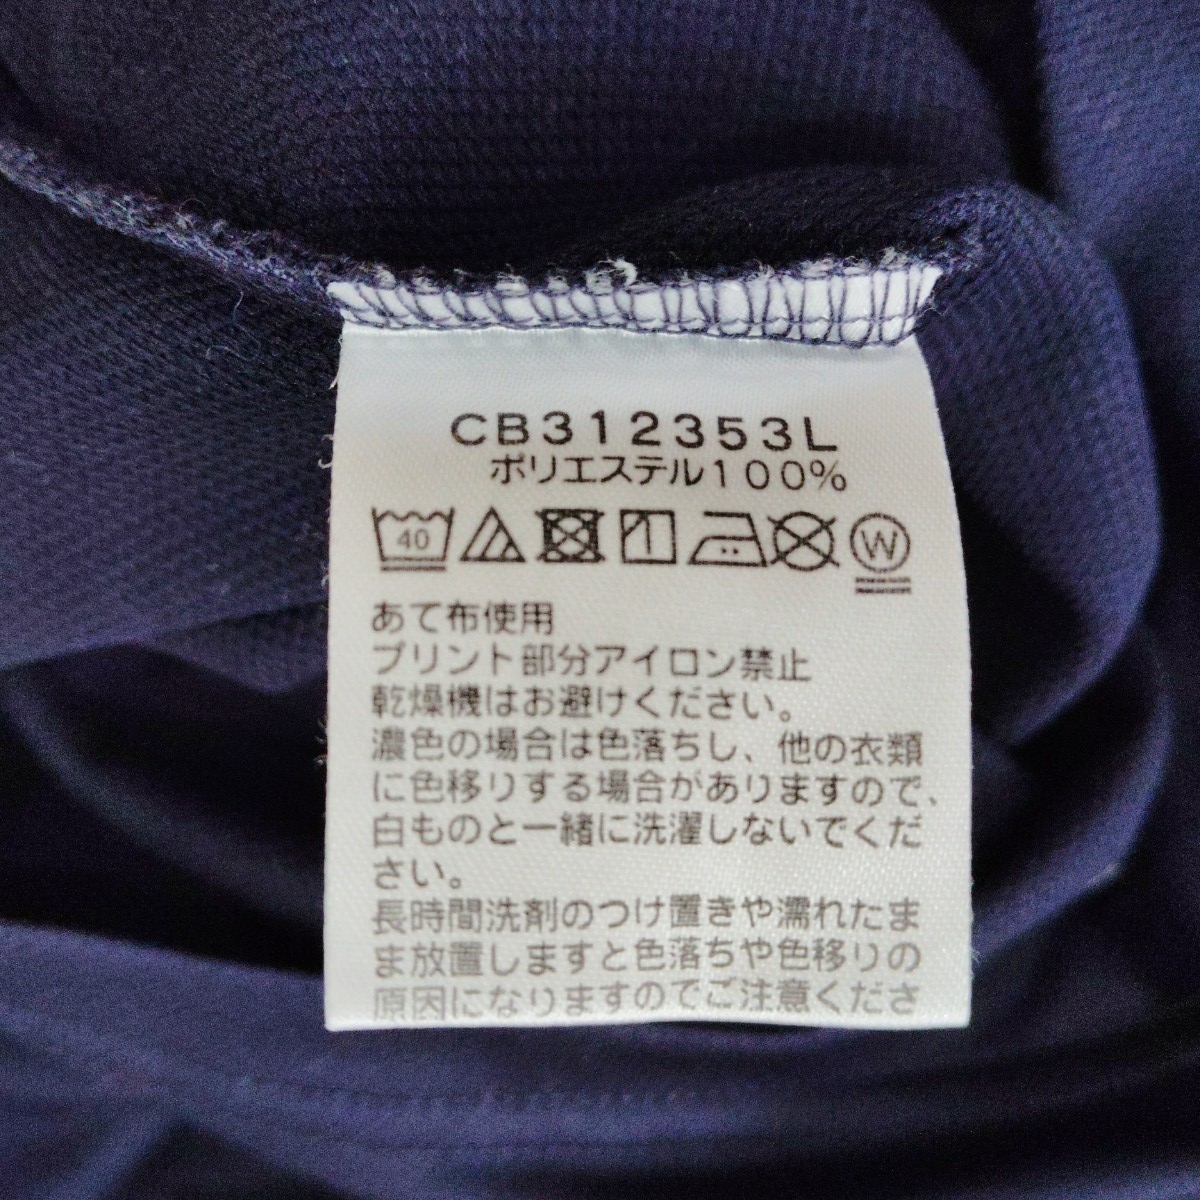 CB312353L
ポリエステル100%
40 W
あて布使用
プリント部分アイロン禁止
乾燥機はお避けください。
濃色の場合は色落ちし、他の衣類
に色移りする場合がありますので、
白ものと一緒に洗濯しないでくだ
さい。
長時間洗剤のつけ置きや濡れたま
ま放置しますと色落ちや色移りの
原因になりますのでご注意くださ